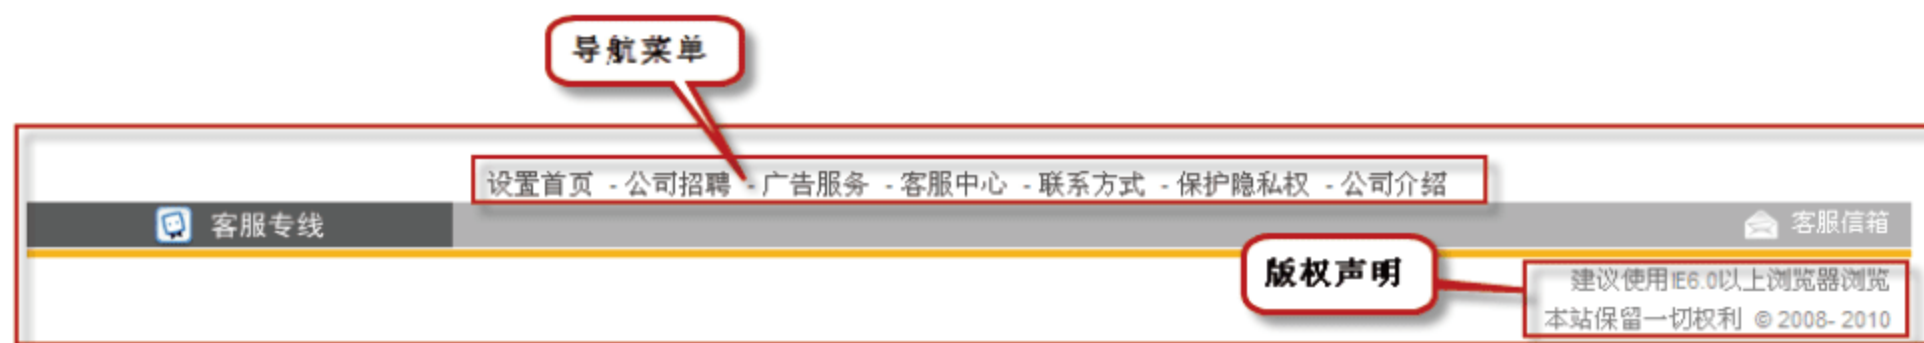 导航菜单
设置首页 - 公司招聘 - 广告服务 - 客服中心 - 联系方式 - 保护隐私权 - 公司介绍
客服专线
客服信箱
版权声明
建议使用IE6.0以上浏览器浏览
本站保留一切权利 © 2008- 2010